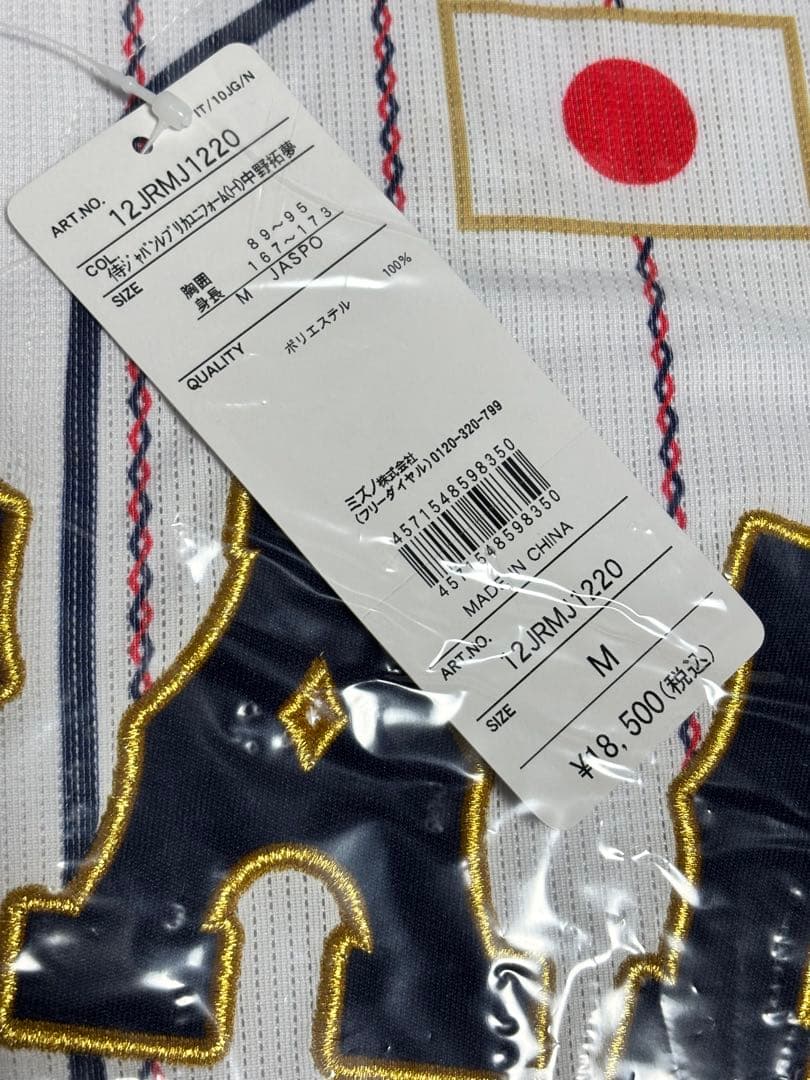 IT/10JG/N
ART.NO. 12JRMJ1220
COL. 侍ジャパンレプリカユニフォーム(H)中野拓夢
SIZE 胸囲 89〜95
身長 167〜173
M JASPO
QUALITY
ポリエステル 100%
ミズノ株式会社
(フリーダイヤル)0120-320-799
4571548598350
4571548598350
MADE IN CHINA
ART.NO. 12JRMJ1220
SIZE M
¥18,500(税込)